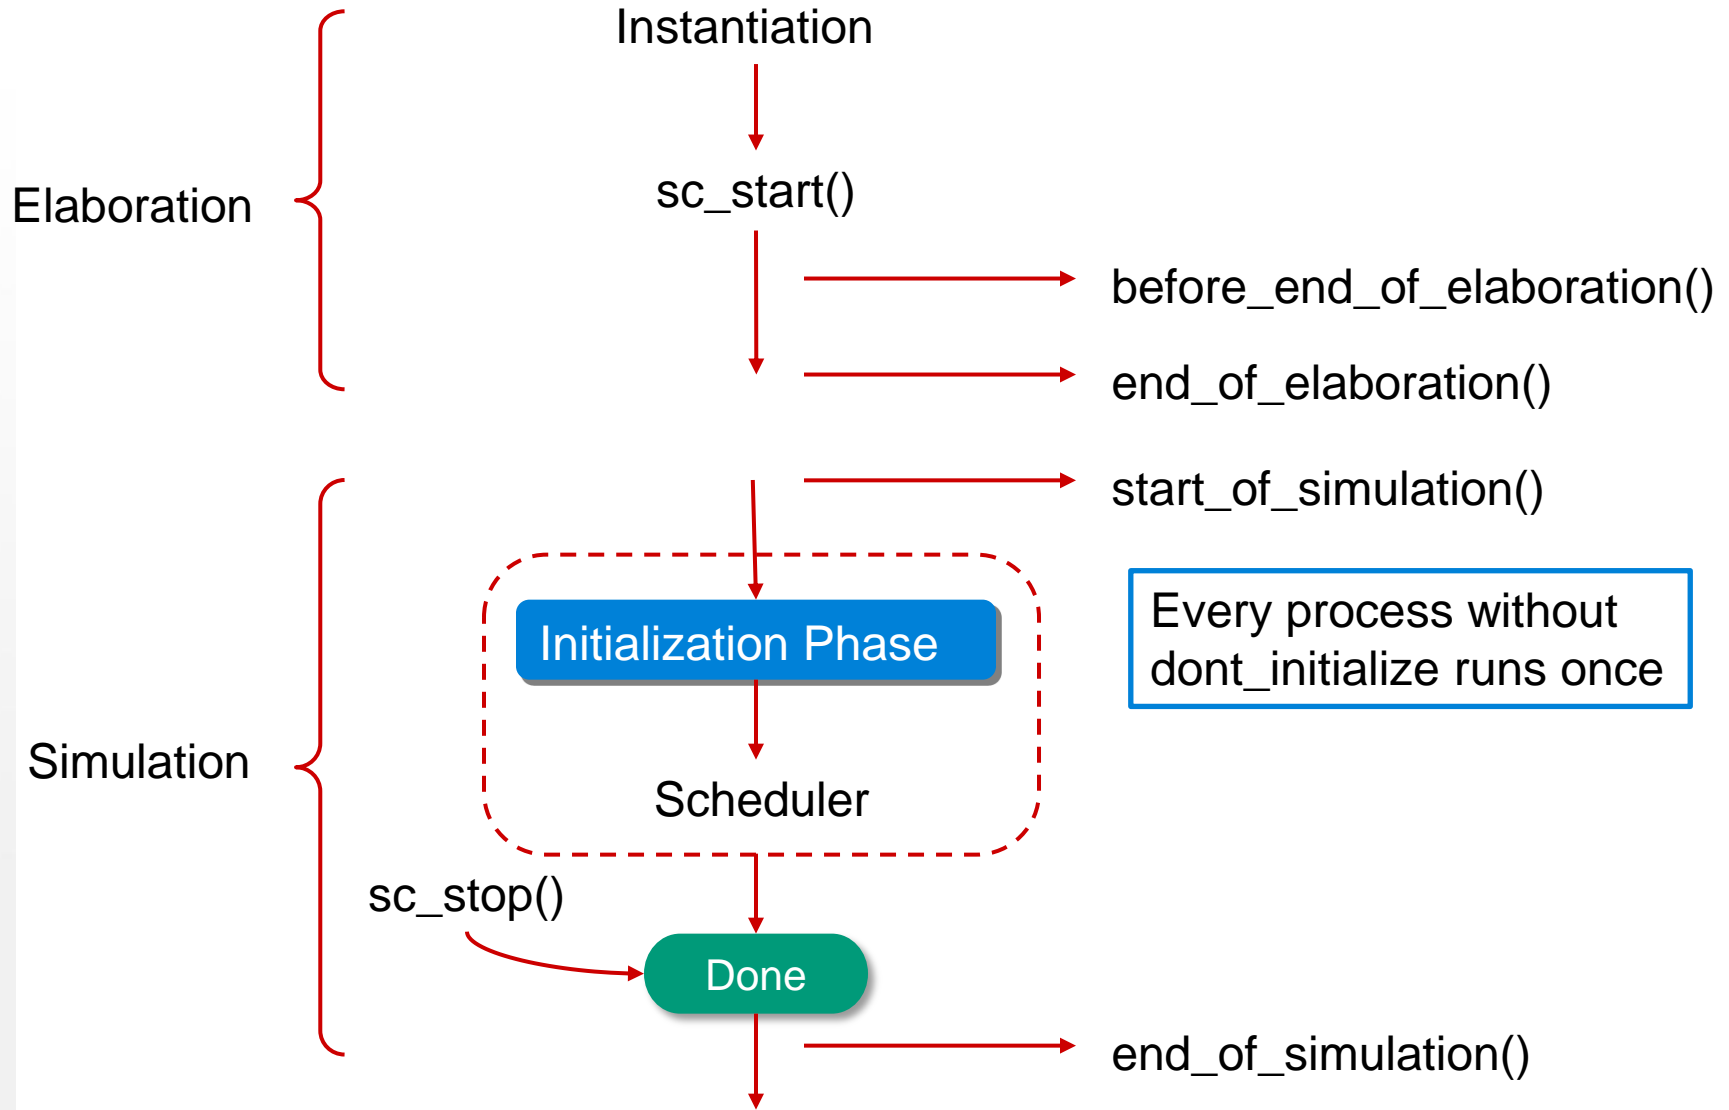 Instantiation
sc_start()
Elaboration
before_end_of_elaboration()
end_of_elaboration()
start_of_simulation()
Every process without
dont_initialize runs once
Initialization Phase
Simulation
Scheduler
sc_stop()
Done
end_of_simulation()